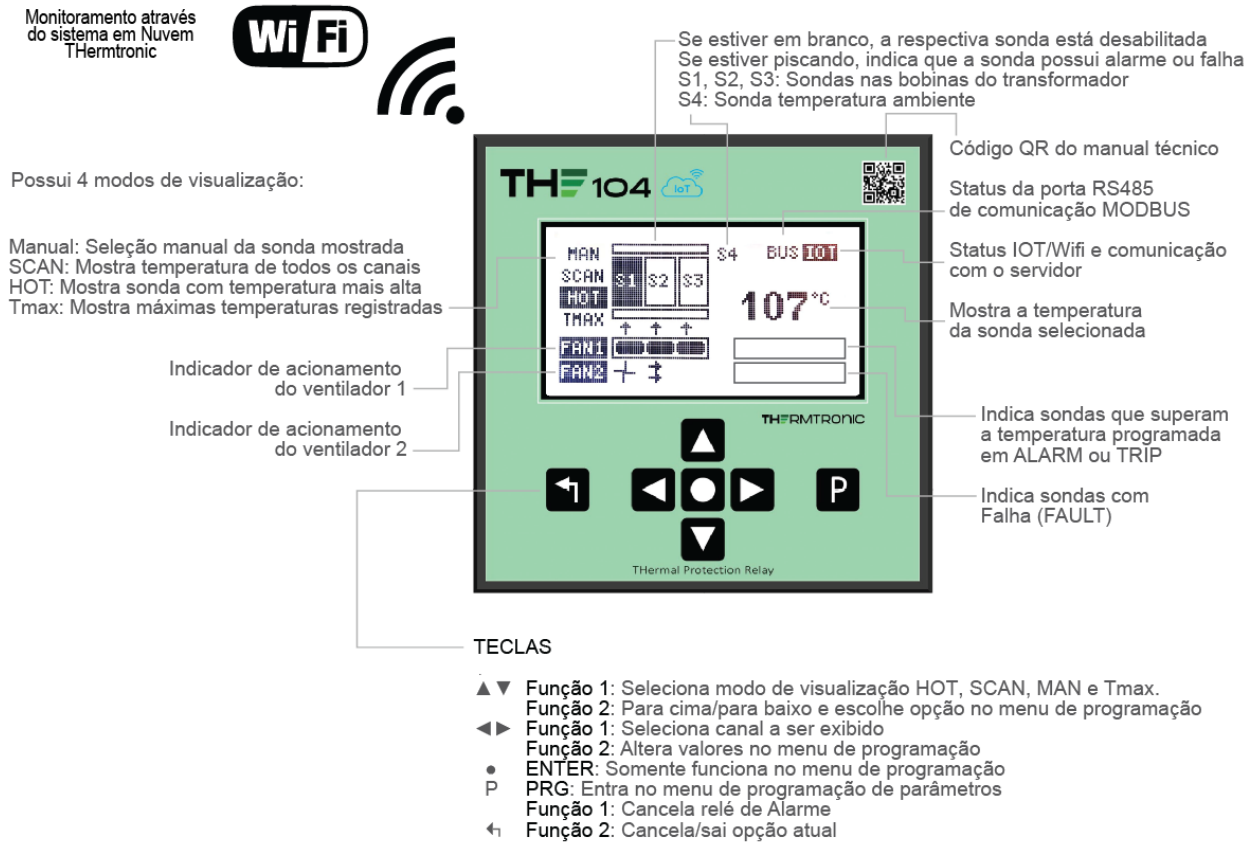 Monitoramento através
do sistema em Nuvem
THermtronic
Wi Fi
Se estiver em branco, a respectiva sonda está desabilitada
Se estiver piscando, indica que a sonda possui alarme ou falha
S1, S2, S3: Sondas nas bobinas do transformador
S4: Sonda temperatura ambiente
Código QR do manual técnico
Status da porta RS485
de comunicação MODBUS
Status IOT/Wifi e comunicação
com o servidor
Mostra a temperatura
da sonda selecionada
Indica sondas que superam
a temperatura programada
em ALARM ou TRIP
Indica sondas com
Falha (FAULT)
Possui 4 modos de visualização:
Manual: Seleção manual da sonda mostrada
SCAN: Mostra temperatura de todos os canais
HOT: Mostra sonda com temperatura mais alta
Tmax: Mostra máximas temperaturas registradas
Indicador de acionamento
do ventilador 1
Indicador de acionamento
do ventilador 2
THE 104 IoT
MAN
SCAN
HOT
TMAX
FAN1
FAN2
S1 S2 S3
S4
BUS IOT
107°C
THERMTRONIC
P
THermal Protection Relay
TECLAS
▲▼ Função 1: Seleciona modo de visualização HOT, SCAN, MAN e Tmax.
Função 2: Para cima/para baixo e escolhe opção no menu de programação
◀▶ Função 1: Seleciona canal a ser exibido
Função 2: Altera valores no menu de programação
● ENTER: Somente funciona no menu de programação
P PRG: Entra no menu de programação de parâmetros
Função 1: Cancela relé de Alarme
↰ Função 2: Cancela/sai opção atual